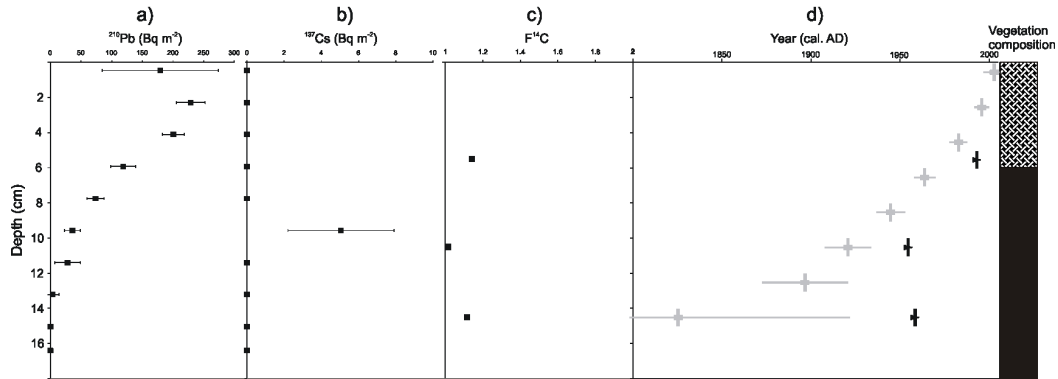 a)
b)
c)
d)
²¹⁰Pb (Bq m⁻²)
¹³⁷Cs (Bq m⁻²)
F¹⁴C
Year (cal. AD)
Vegetation
composition
0 50 100 150 200 250 300
0 2 4 6 8 10
1 1.2 1.4 1.6 1.8 2
1850 1900 1950 2000
Depth (cm)
2
4
6
8
10
12
14
16